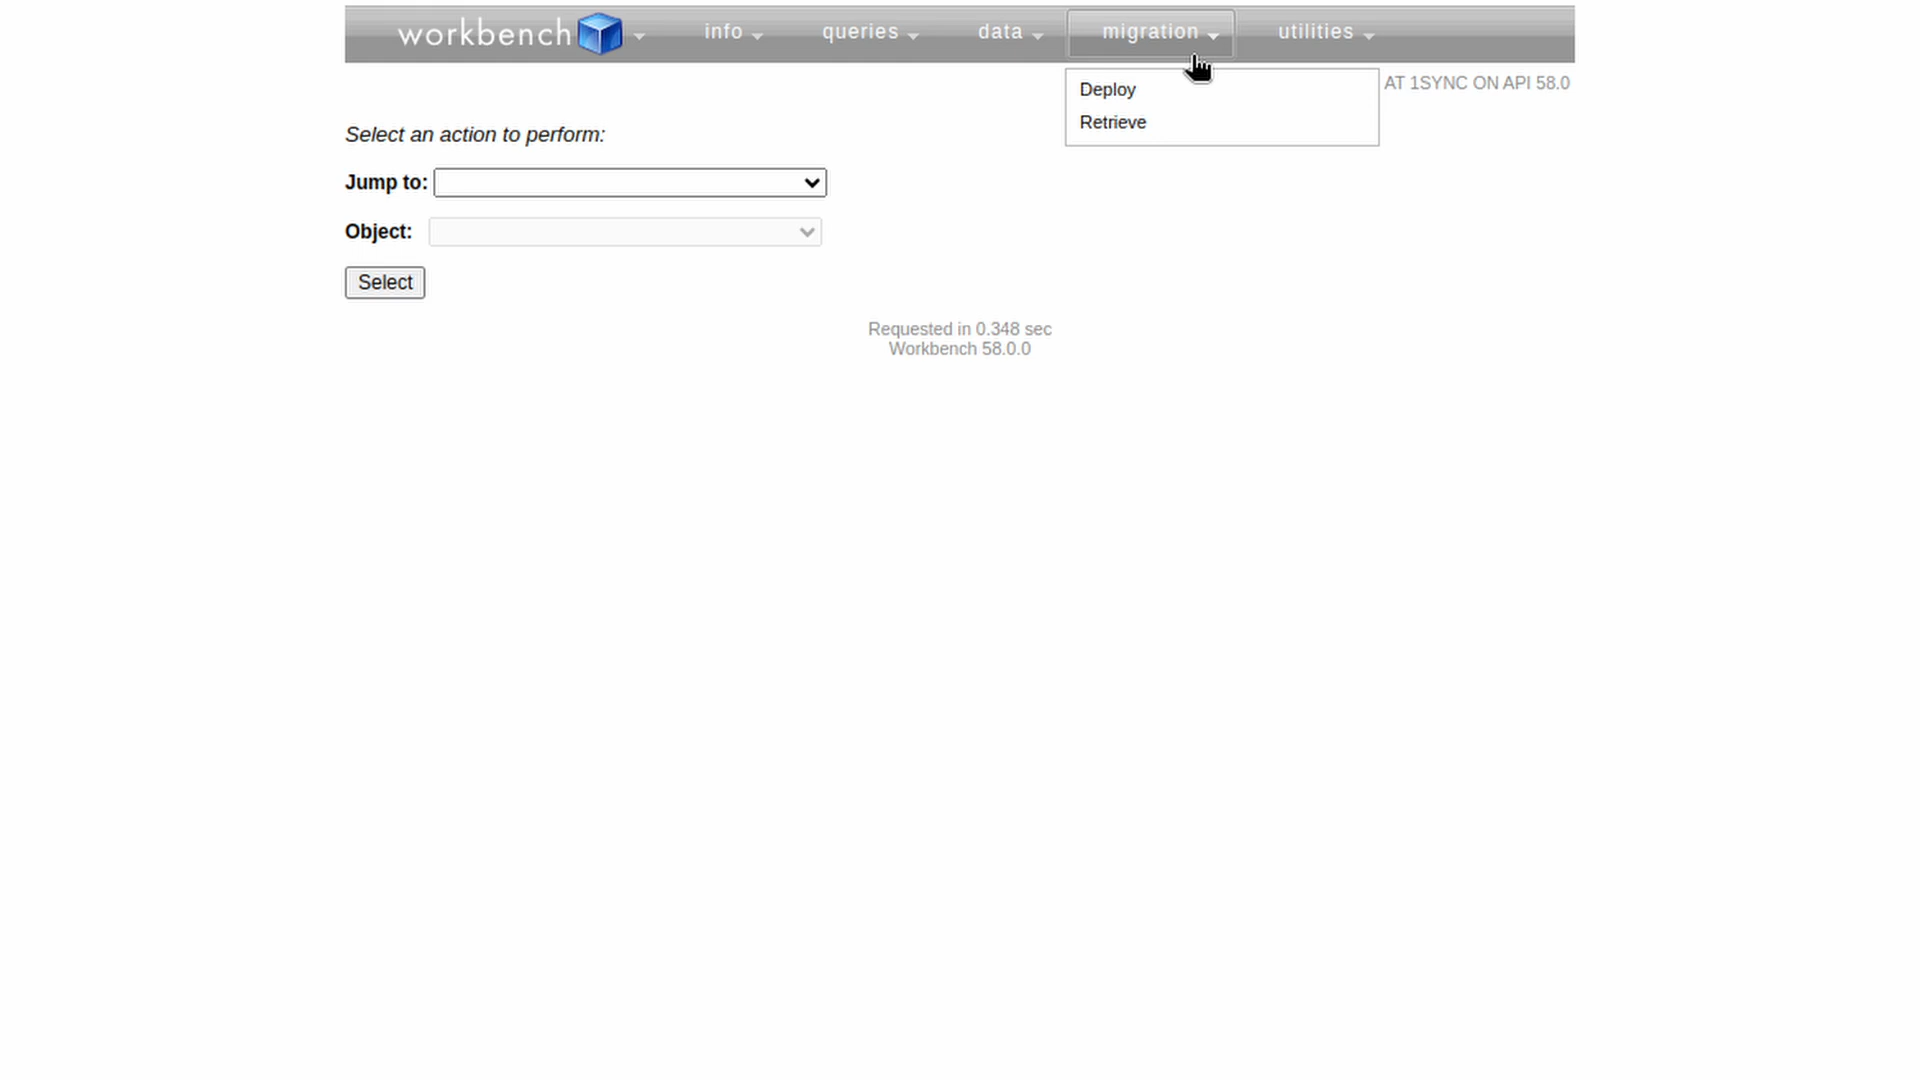 workbench info queries data migration utilities
AT 1SYNC ON API 58.0
Deploy
Retrieve
Select an action to perform:
Jump to:
Object:
Select
Requested in 0.348 sec
Workbench 58.0.0